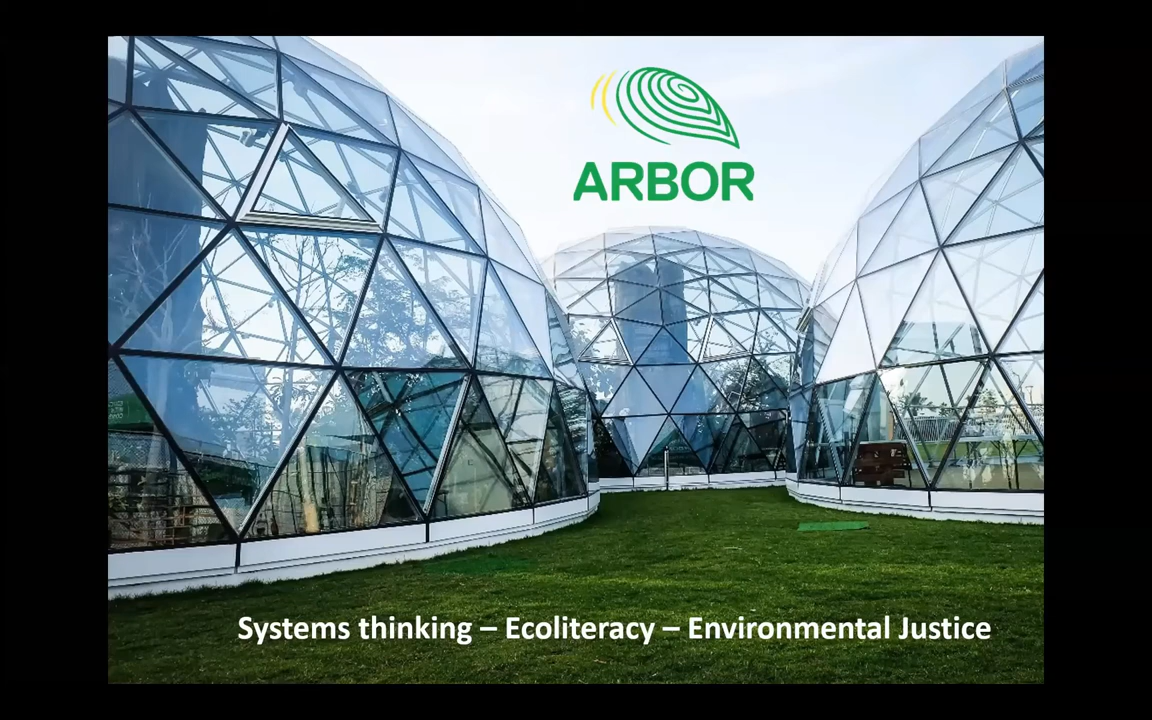 ARBOR
Systems thinking – Ecoliteracy – Environmental Justice